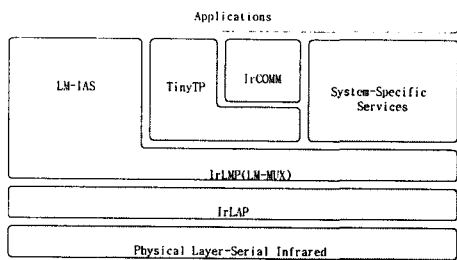 Applications
LM-IAS
TinyTP
IrCOMM
System-Specific
Services
IrLMP(LM-MUX)
IrLAP
Physical Layer-Serial Infrared